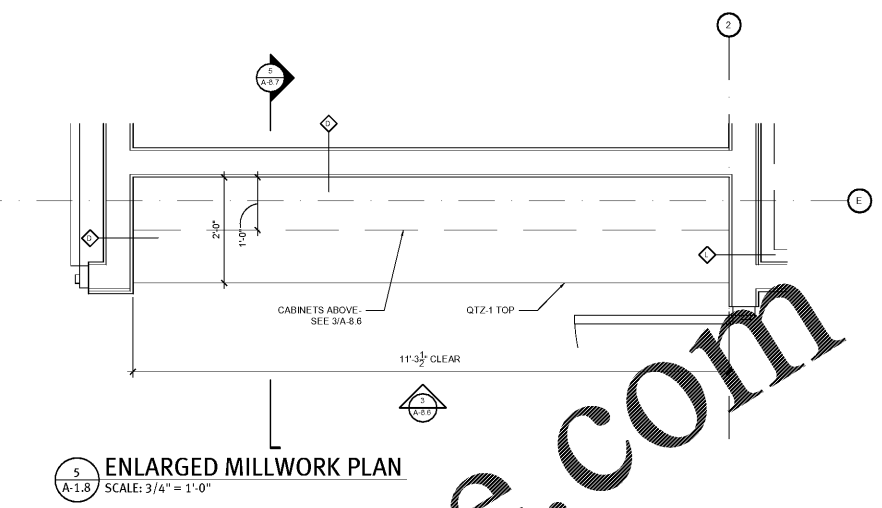 2
5
A-8.7
D
E
2'-0"
1'-0"
D
L
CABINETS ABOVE-
SEE 3/A-8.6
QTZ-1 TOP
11'-3 1/2" CLEAR
3
A-8.6
5
A-1.8
ENLARGED MILLWORK PLAN
SCALE: 3/4" = 1'-0"
e.com